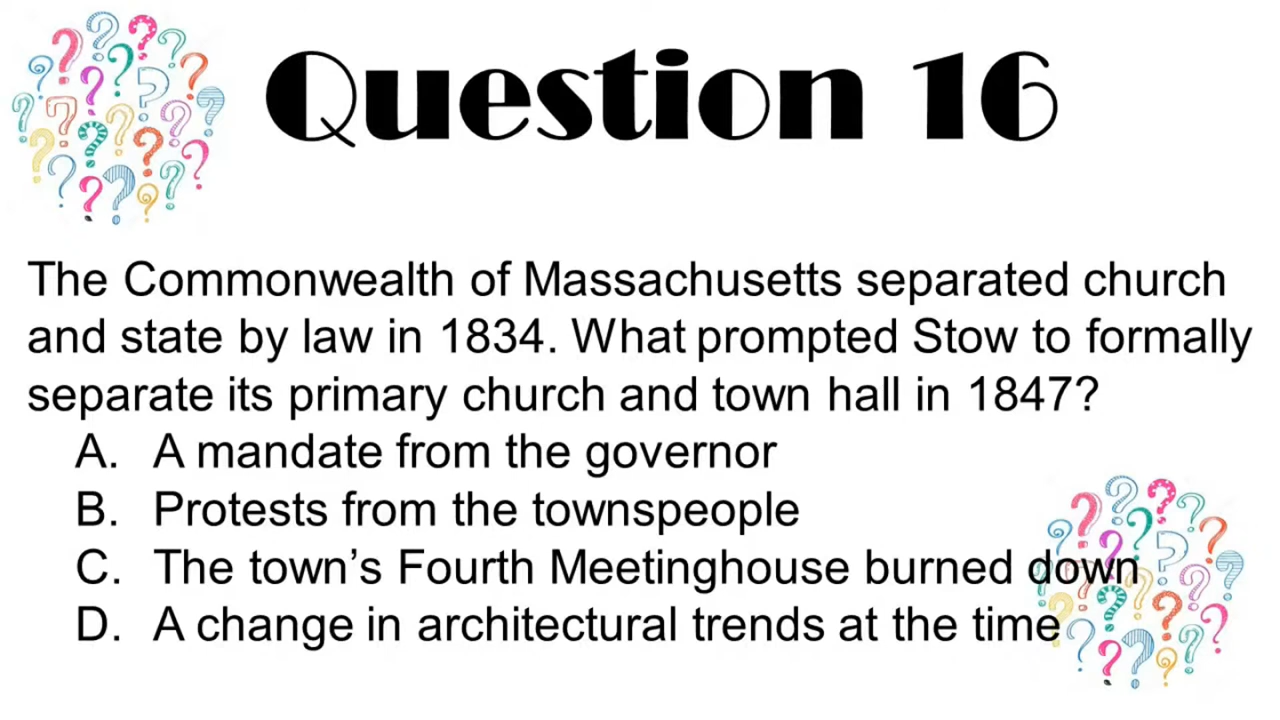 Question 16
The Commonwealth of Massachusetts separated church
and state by law in 1834. What prompted Stow to formally
separate its primary church and town hall in 1847?
A. A mandate from the governor
B. Protests from the townspeople
C. The town’s Fourth Meetinghouse burned down
D. A change in architectural trends at the time